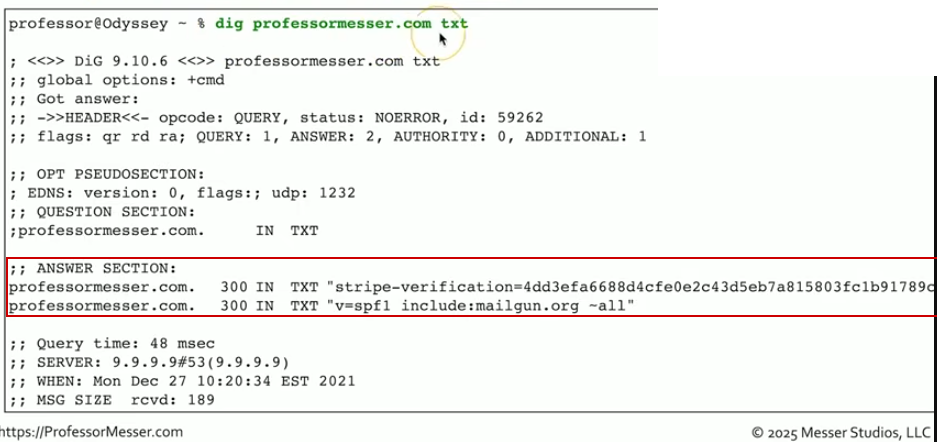 professor@Odyssey ~ % dig professormesser.com txt
; <<>> DiG 9.10.6 <<>> professormesser.com txt
;; global options: +cmd
;; Got answer:
;; ->>HEADER<<- opcode: QUERY, status: NOERROR, id: 59262
;; flags: qr rd ra; QUERY: 1, ANSWER: 2, AUTHORITY: 0, ADDITIONAL: 1
;; OPT PSEUDOSECTION:
; EDNS: version: 0, flags:; udp: 1232
;; QUESTION SECTION:
;professormesser.com. IN TXT
;; ANSWER SECTION:
professormesser.com. 300 IN TXT "stripe-verification=4dd3efa6688d4cfe0e2c43d5eb7a815803fc1b91789c
professormesser.com. 300 IN TXT "v=spf1 include:mailgun.org ~all"
;; Query time: 48 msec
;; SERVER: 9.9.9.9#53(9.9.9.9)
;; WHEN: Mon Dec 27 10:20:34 EST 2021
;; MSG SIZE rcvd: 189
https://ProfessorMesser.com
© 2025 Messer Studios, LLC